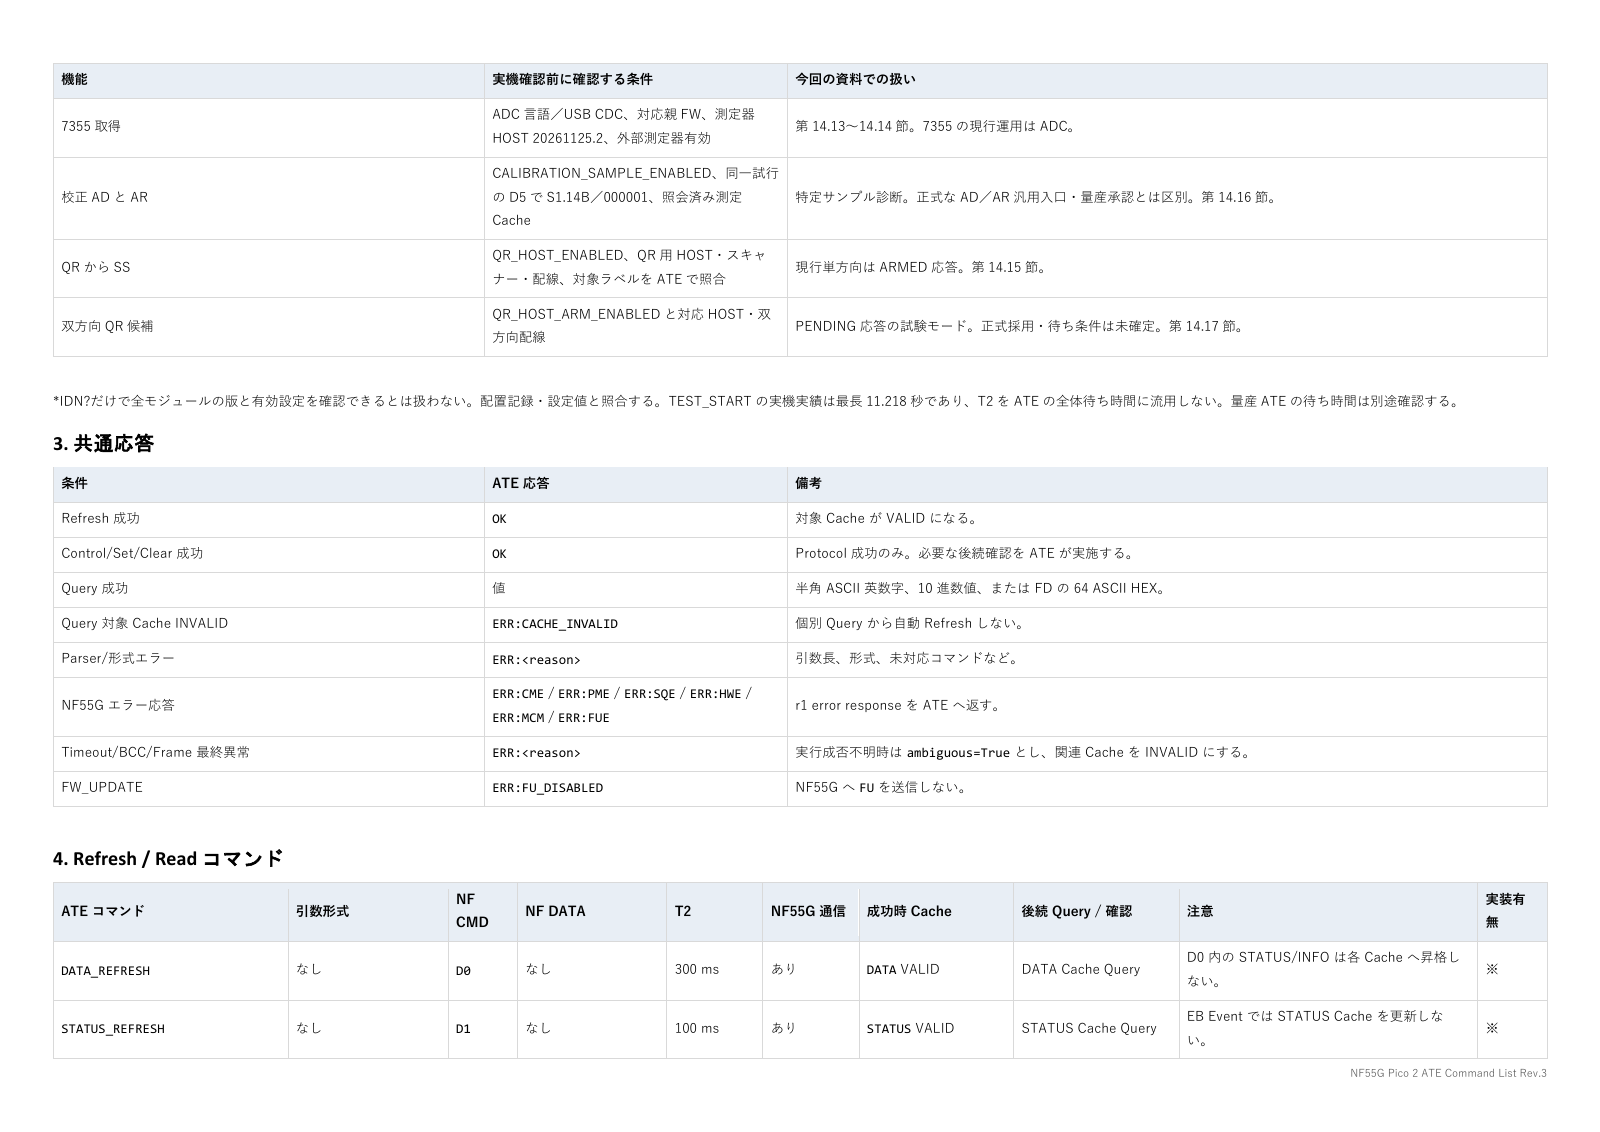 機能 実機確認前に確認する条件 今回の資料での扱い
7355 取得
ADC 言語／USB CDC、対応親 FW、測定器
HOST 20261125.2、外部測定器有効
第 14.13～14.14 節。7355 の現行運用は ADC。
校正 AD と AR
CALIBRATION_SAMPLE_ENABLED、同一試行
の D5 で S1.14B／000001、照会済み測定
Cache
特定サンプル診断。正式な AD／AR 汎用入口・量産承認とは区別。第 14.16 節。
QR から SS
QR_HOST_ENABLED、QR 用 HOST・スキャ
ナー・配線、対象ラベルを ATE で照合
現行単方向は ARMED 応答。第 14.15 節。
双方向 QR 候補
QR_HOST_ARM_ENABLED と対応 HOST・双
方向配線
PENDING 応答の試験モード。正式採用・待ち条件は未確定。第 14.17 節。
*IDN?だけで全モジュールの版と有効設定を確認できるとは扱わない。配置記録・設定値と照合する。TEST_START の実機実績は最長 11.218 秒であり、T2 を ATE の全体待ち時間に流用しない。量産 ATE の待ち時間は別途確認する。
3. 共通応答
条件 ATE 応答 備考
Refresh 成功 OK 対象 Cache が VALID になる。
Control/Set/Clear 成功 OK Protocol 成功のみ。必要な後続確認を ATE が実施する。
Query 成功 値 半角 ASCII 英数字、10 進数値、または FD の 64 ASCII HEX。
Query 対象 Cache INVALID ERR:CACHE_INVALID 個別 Query から自動 Refresh しない。
Parser/形式エラー ERR:<reason> 引数長、形式、未対応コマンドなど。
NF55G エラー応答
ERR:CME / ERR:PME / ERR:SQE / ERR:HWE /
ERR:MCM / ERR:FUE
r1 error response を ATE へ返す。
Timeout/BCC/Frame 最終異常 ERR:<reason> 実行成否不明時は ambiguous=True とし、関連 Cache を INVALID にする。
FW_UPDATE ERR:FU_DISABLED NF55G へ FU を送信しない。
4. Refresh / Read コマンド
ATE コマンド 引数形式
NF
CMD
NF DATA T2 NF55G 通信 成功時 Cache 後続 Query / 確認 注意
実装有
無
DATA_REFRESH なし D0 なし 300 ms あり DATA VALID DATA Cache Query
D0 内の STATUS/INFO は各 Cache へ昇格し
ない。
※
STATUS_REFRESH なし D1 なし 100 ms あり STATUS VALID STATUS Cache Query
EB Event では STATUS Cache を更新しな
い。
※
NF55G Pico 2 ATE Command List Rev.3